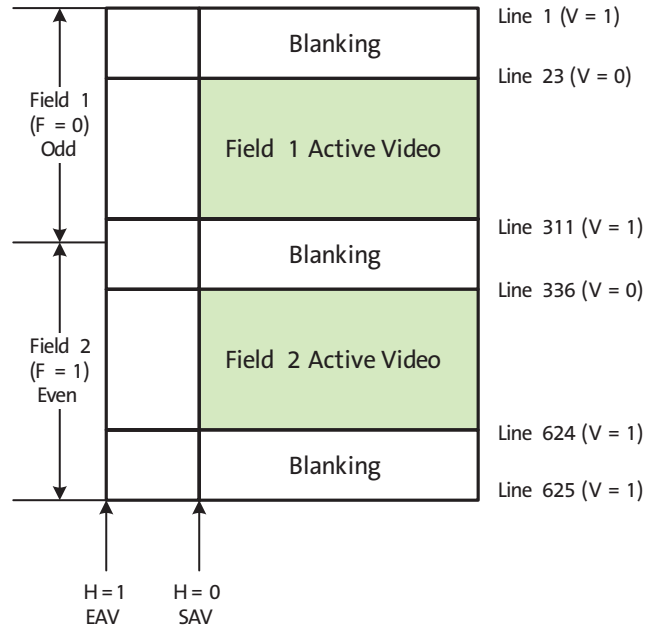 Line 1 (V = 1)
Blanking
Line 23 (V = 0)
Field 1
(F = 0)
Odd
Field 1 Active Video
Line 311 (V = 1)
Blanking
Line 336 (V = 0)
Field 2
(F = 1)
Even
Field 2 Active Video
Line 624 (V = 1)
Blanking
Line 625 (V = 1)
H = 1
EAV
H = 0
SAV